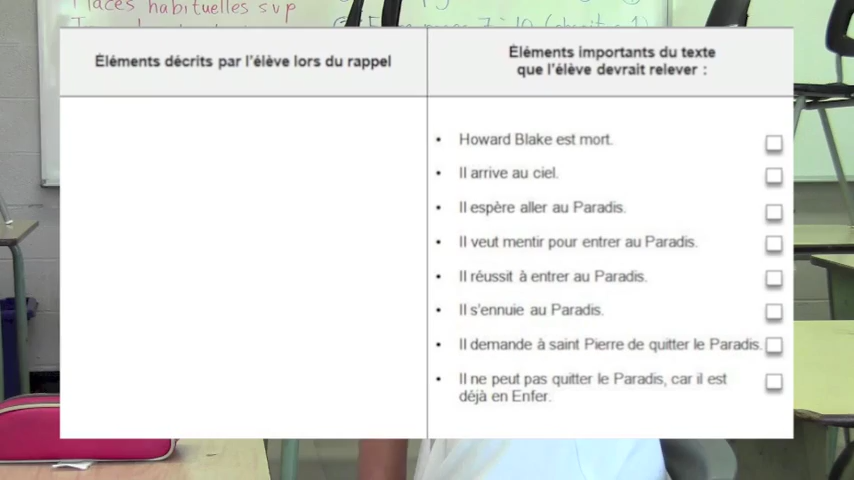 Places habituelles svp
Éléments décrits par l'élève lors du rappel
Éléments importants du texte
que l'élève devrait relever :
• Howard Blake est mort.
• Il arrive au ciel.
• Il espère aller au Paradis.
• Il veut mentir pour entrer au Paradis.
• Il réussit à entrer au Paradis.
• Il s'ennuie au Paradis.
• Il demande à saint Pierre de quitter le Paradis.
• Il ne peut pas quitter le Paradis, car il est
déjà en Enfer.